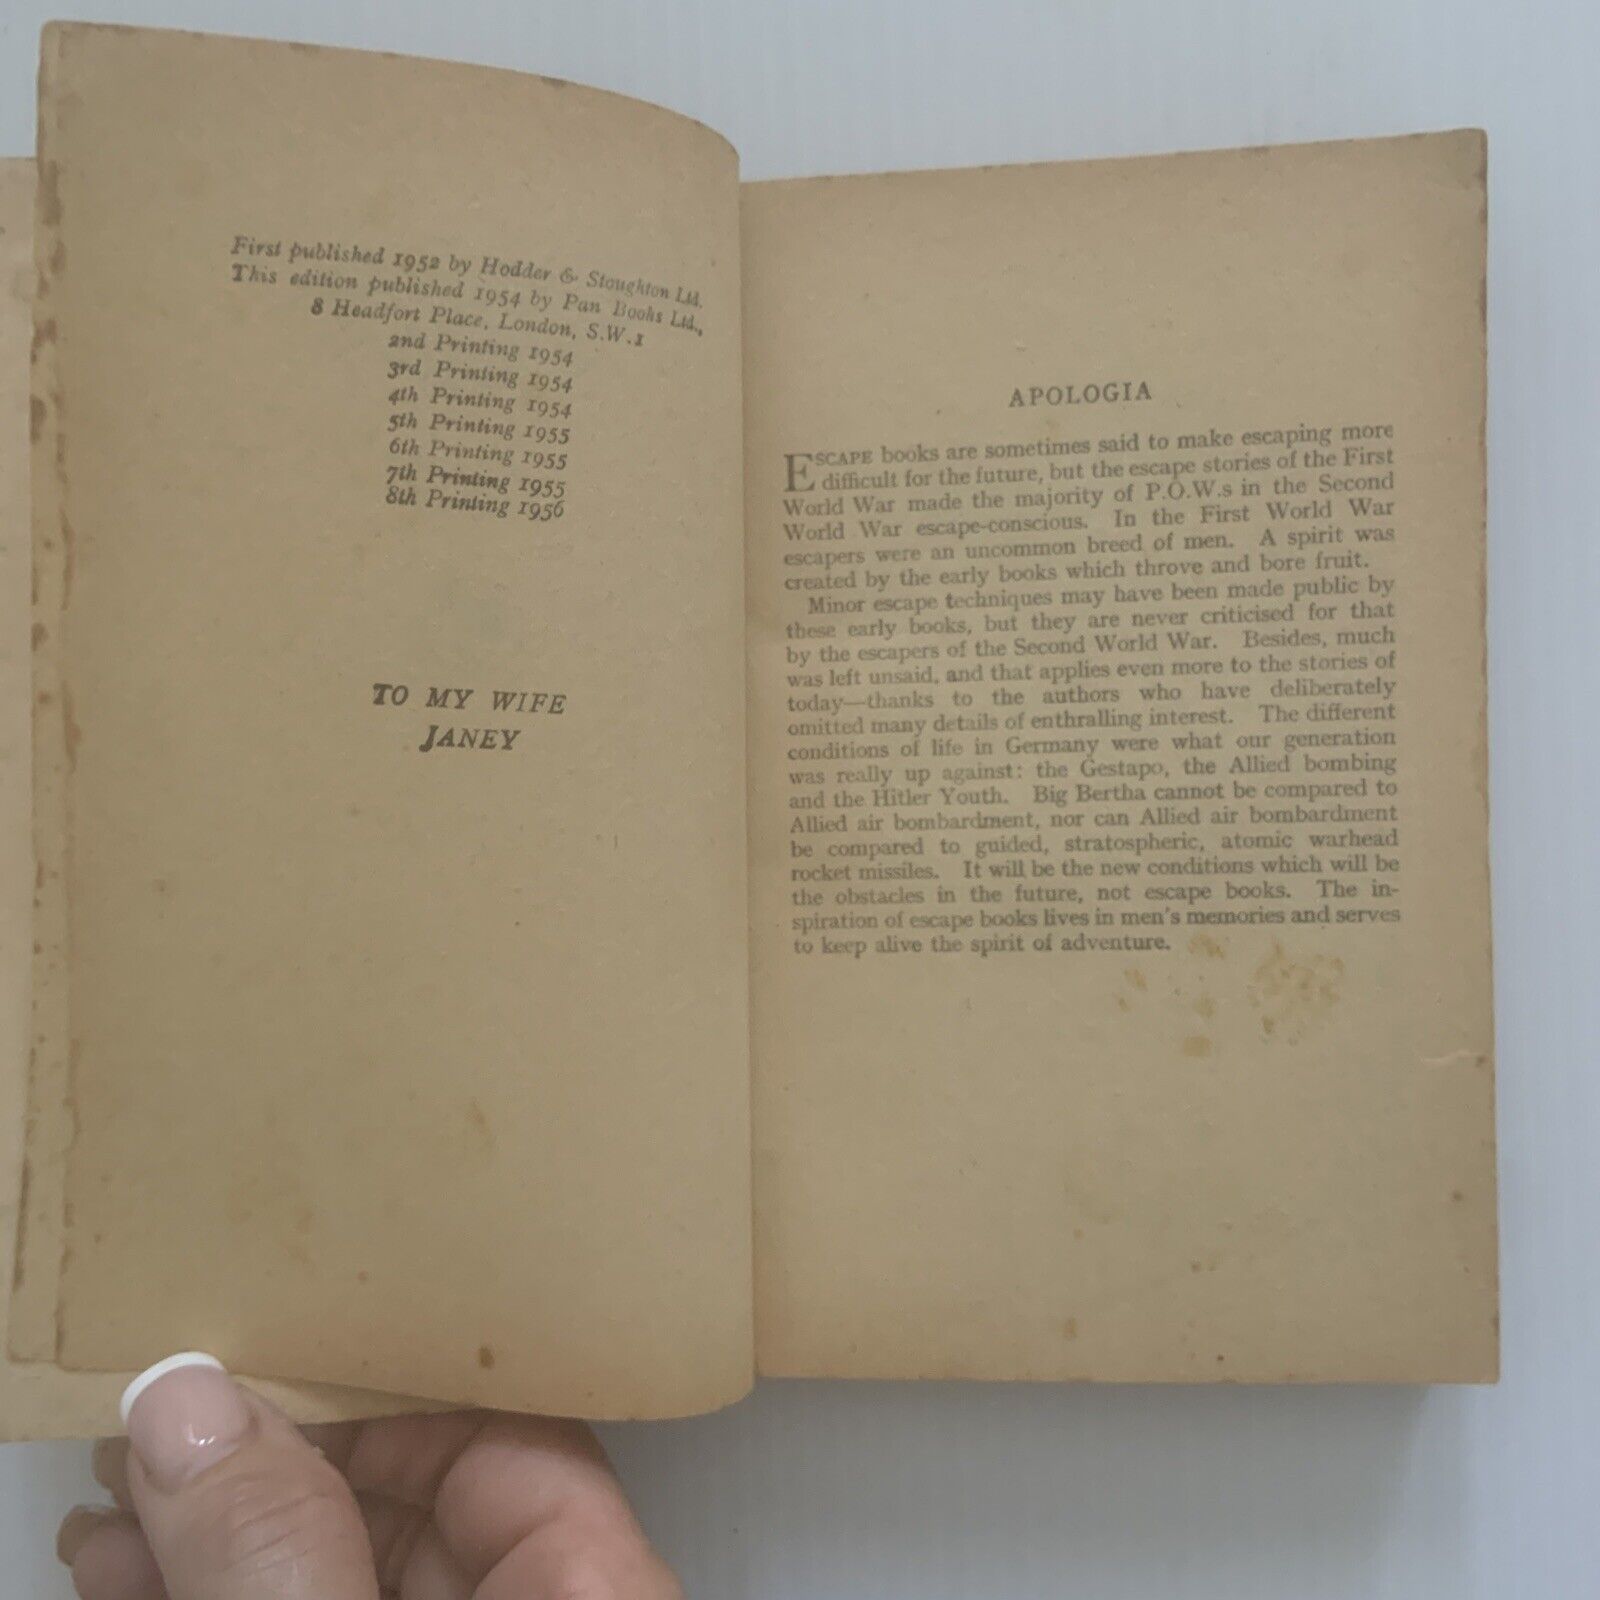 First published 1952 by Hodder & Stoughton Ltd.
This edition published 1954 by Pan Books Ltd.,
8 Headfort Place, London, S.W.1
2nd Printing 1954
3rd Printing 1954
4th Printing 1954
5th Printing 1955
6th Printing 1955
7th Printing 1955
8th Printing 1956
TO MY WIFE
JANEY
APOLOGIA
ESCAPE books are sometimes said to make escaping more
difficult for the future, but the escape stories of the First
World War made the majority of P.O.W.s in the Second
World War escape-conscious. In the First World War
escapers were an uncommon breed of men. A spirit was
created by the early books which throve and bore fruit.
Minor escape techniques may have been made public by
these early books, but they are never criticised for that
by the escapers of the Second World War. Besides, much
was left unsaid, and that applies even more to the stories of
today—thanks to the authors who have deliberately
omitted many details of enthralling interest. The different
conditions of life in Germany were what our generation
was really up against: the Gestapo, the Allied bombing
and the Hitler Youth. Big Bertha cannot be compared to
Allied air bombardment, nor can Allied air bombardment
be compared to guided, stratospheric, atomic warhead
rocket missiles. It will be the new conditions which will be
the obstacles in the future, not escape books. The in-
spiration of escape books lives in men's memories and serves
to keep alive the spirit of adventure.